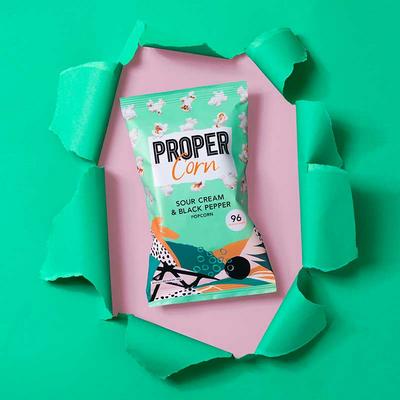 PROPER
Corn
SOUR CREAM
& BLACK PEPPER
POPCORN
96